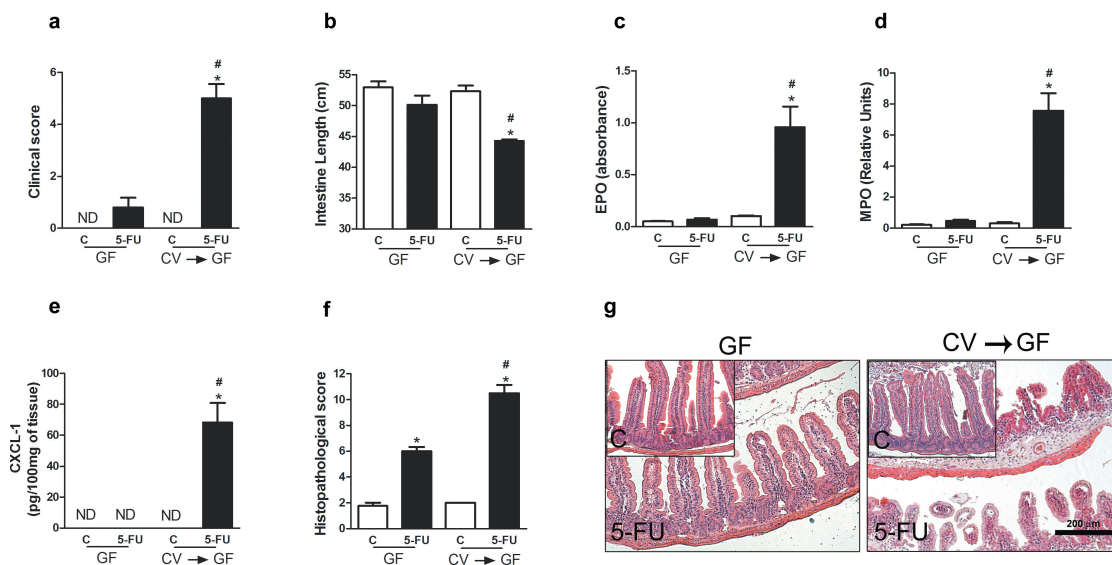 a
Clinical score
6
4
2
0
#
*
ND
ND
C
5-FU
C
5-FU
GF
CV → GF
b
Intestine Length (cm)
55
53
50
48
45
43
40
38
35
33
30
#
*
C
5-FU
C
5-FU
GF
CV → GF
c
EPO (absorbance)
1.5
1.0
0.5
0.0
#
*
C
5-FU
C
5-FU
GF
CV → GF
d
MPO (Relative Units)
10
8
6
4
2
0
#
*
C
5-FU
C
5-FU
GF
CV → GF
e
CXCL-1
(pg/100mg of tissue)
100
80
60
40
20
0
#
*
ND
ND
ND
C
5-FU
C
5-FU
GF
CV → GF
f
Histopathological score
12
10
8
6
4
2
0
*
#
*
C
5-FU
C
5-FU
GF
CV → GF
g
GF
CV → GF
C
C
5-FU
5-FU
200 µm